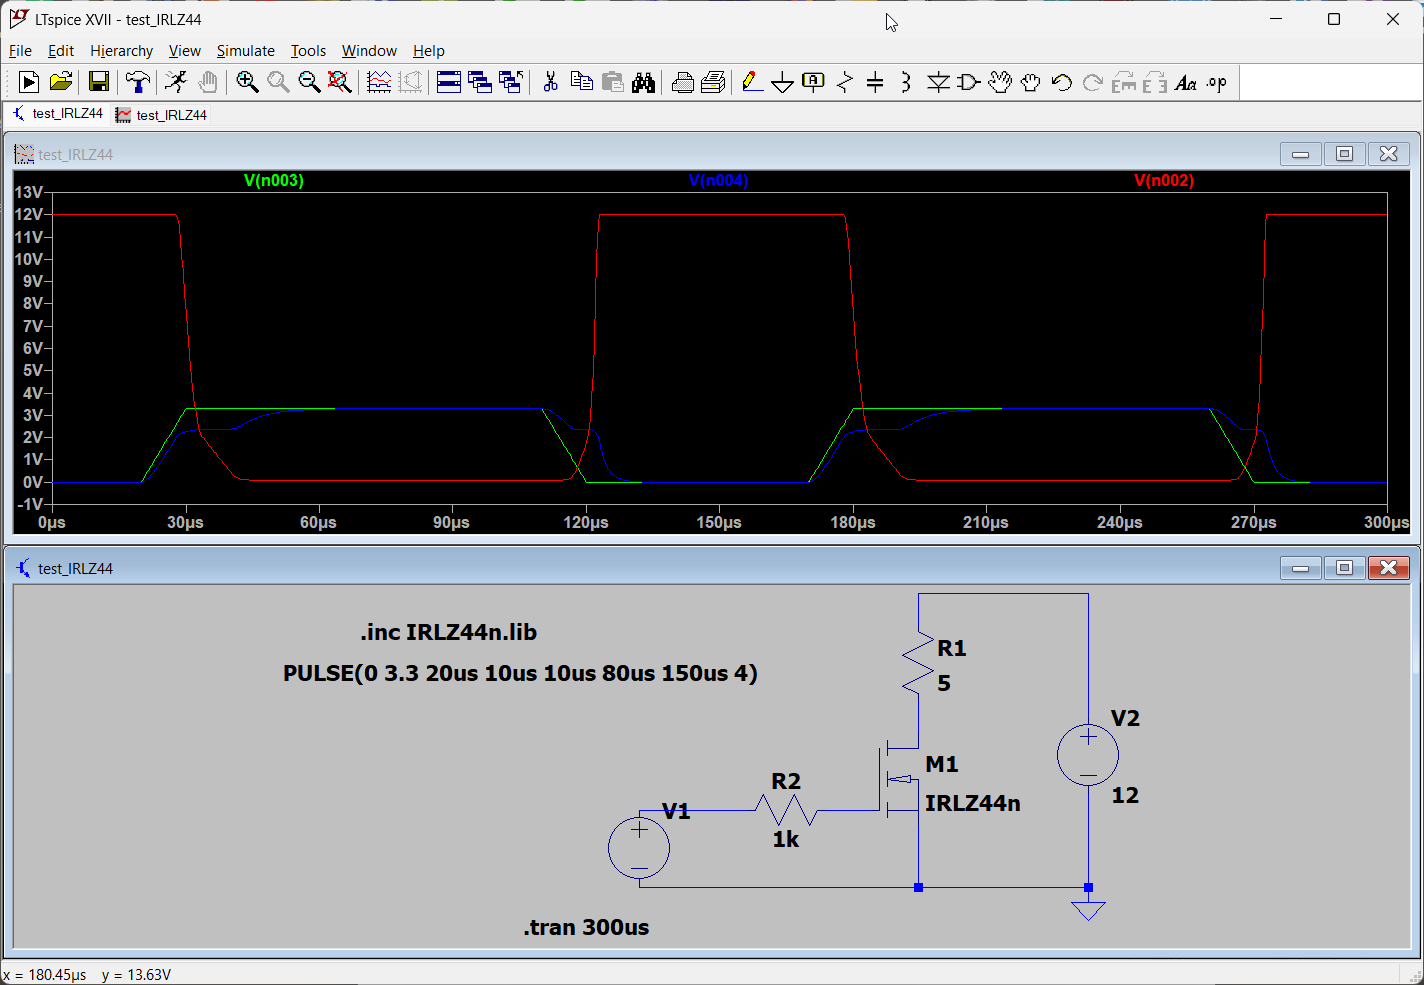 LTspice XVII - test_IRLZ44
File Edit Hierarchy View Simulate Tools Window Help
A Aa .op
test_IRLZ44 test_IRLZ44
test_IRLZ44
V(n003) V(n004) V(n002)
13V
12V
11V
10V
9V
8V
7V
6V
5V
4V
3V
2V
1V
0V
-1V
0µs 30µs 60µs 90µs 120µs 150µs 180µs 210µs 240µs 270µs 300µs
test_IRLZ44
.inc IRLZ44n.lib
PULSE(0 3.3 20us 10us 10us 80us 150us 4)
R1
5
V2
12
M1
IRLZ44n
R2
1k
V1
.tran 300us
x = 180.45µs y = 13.63V